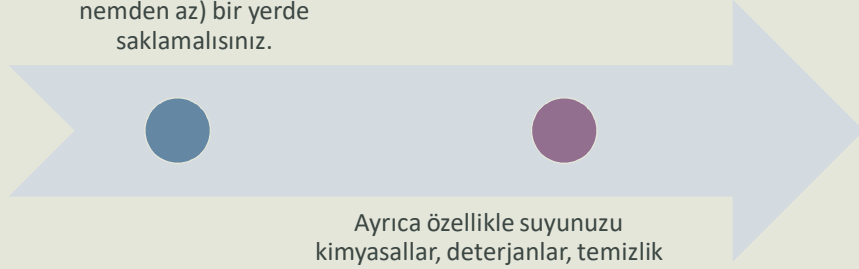 nemden az) bir yerde
saklamalısınız.
Ayrıca özellikle suyunuzu
kimyasallar, deterjanlar, temizlik